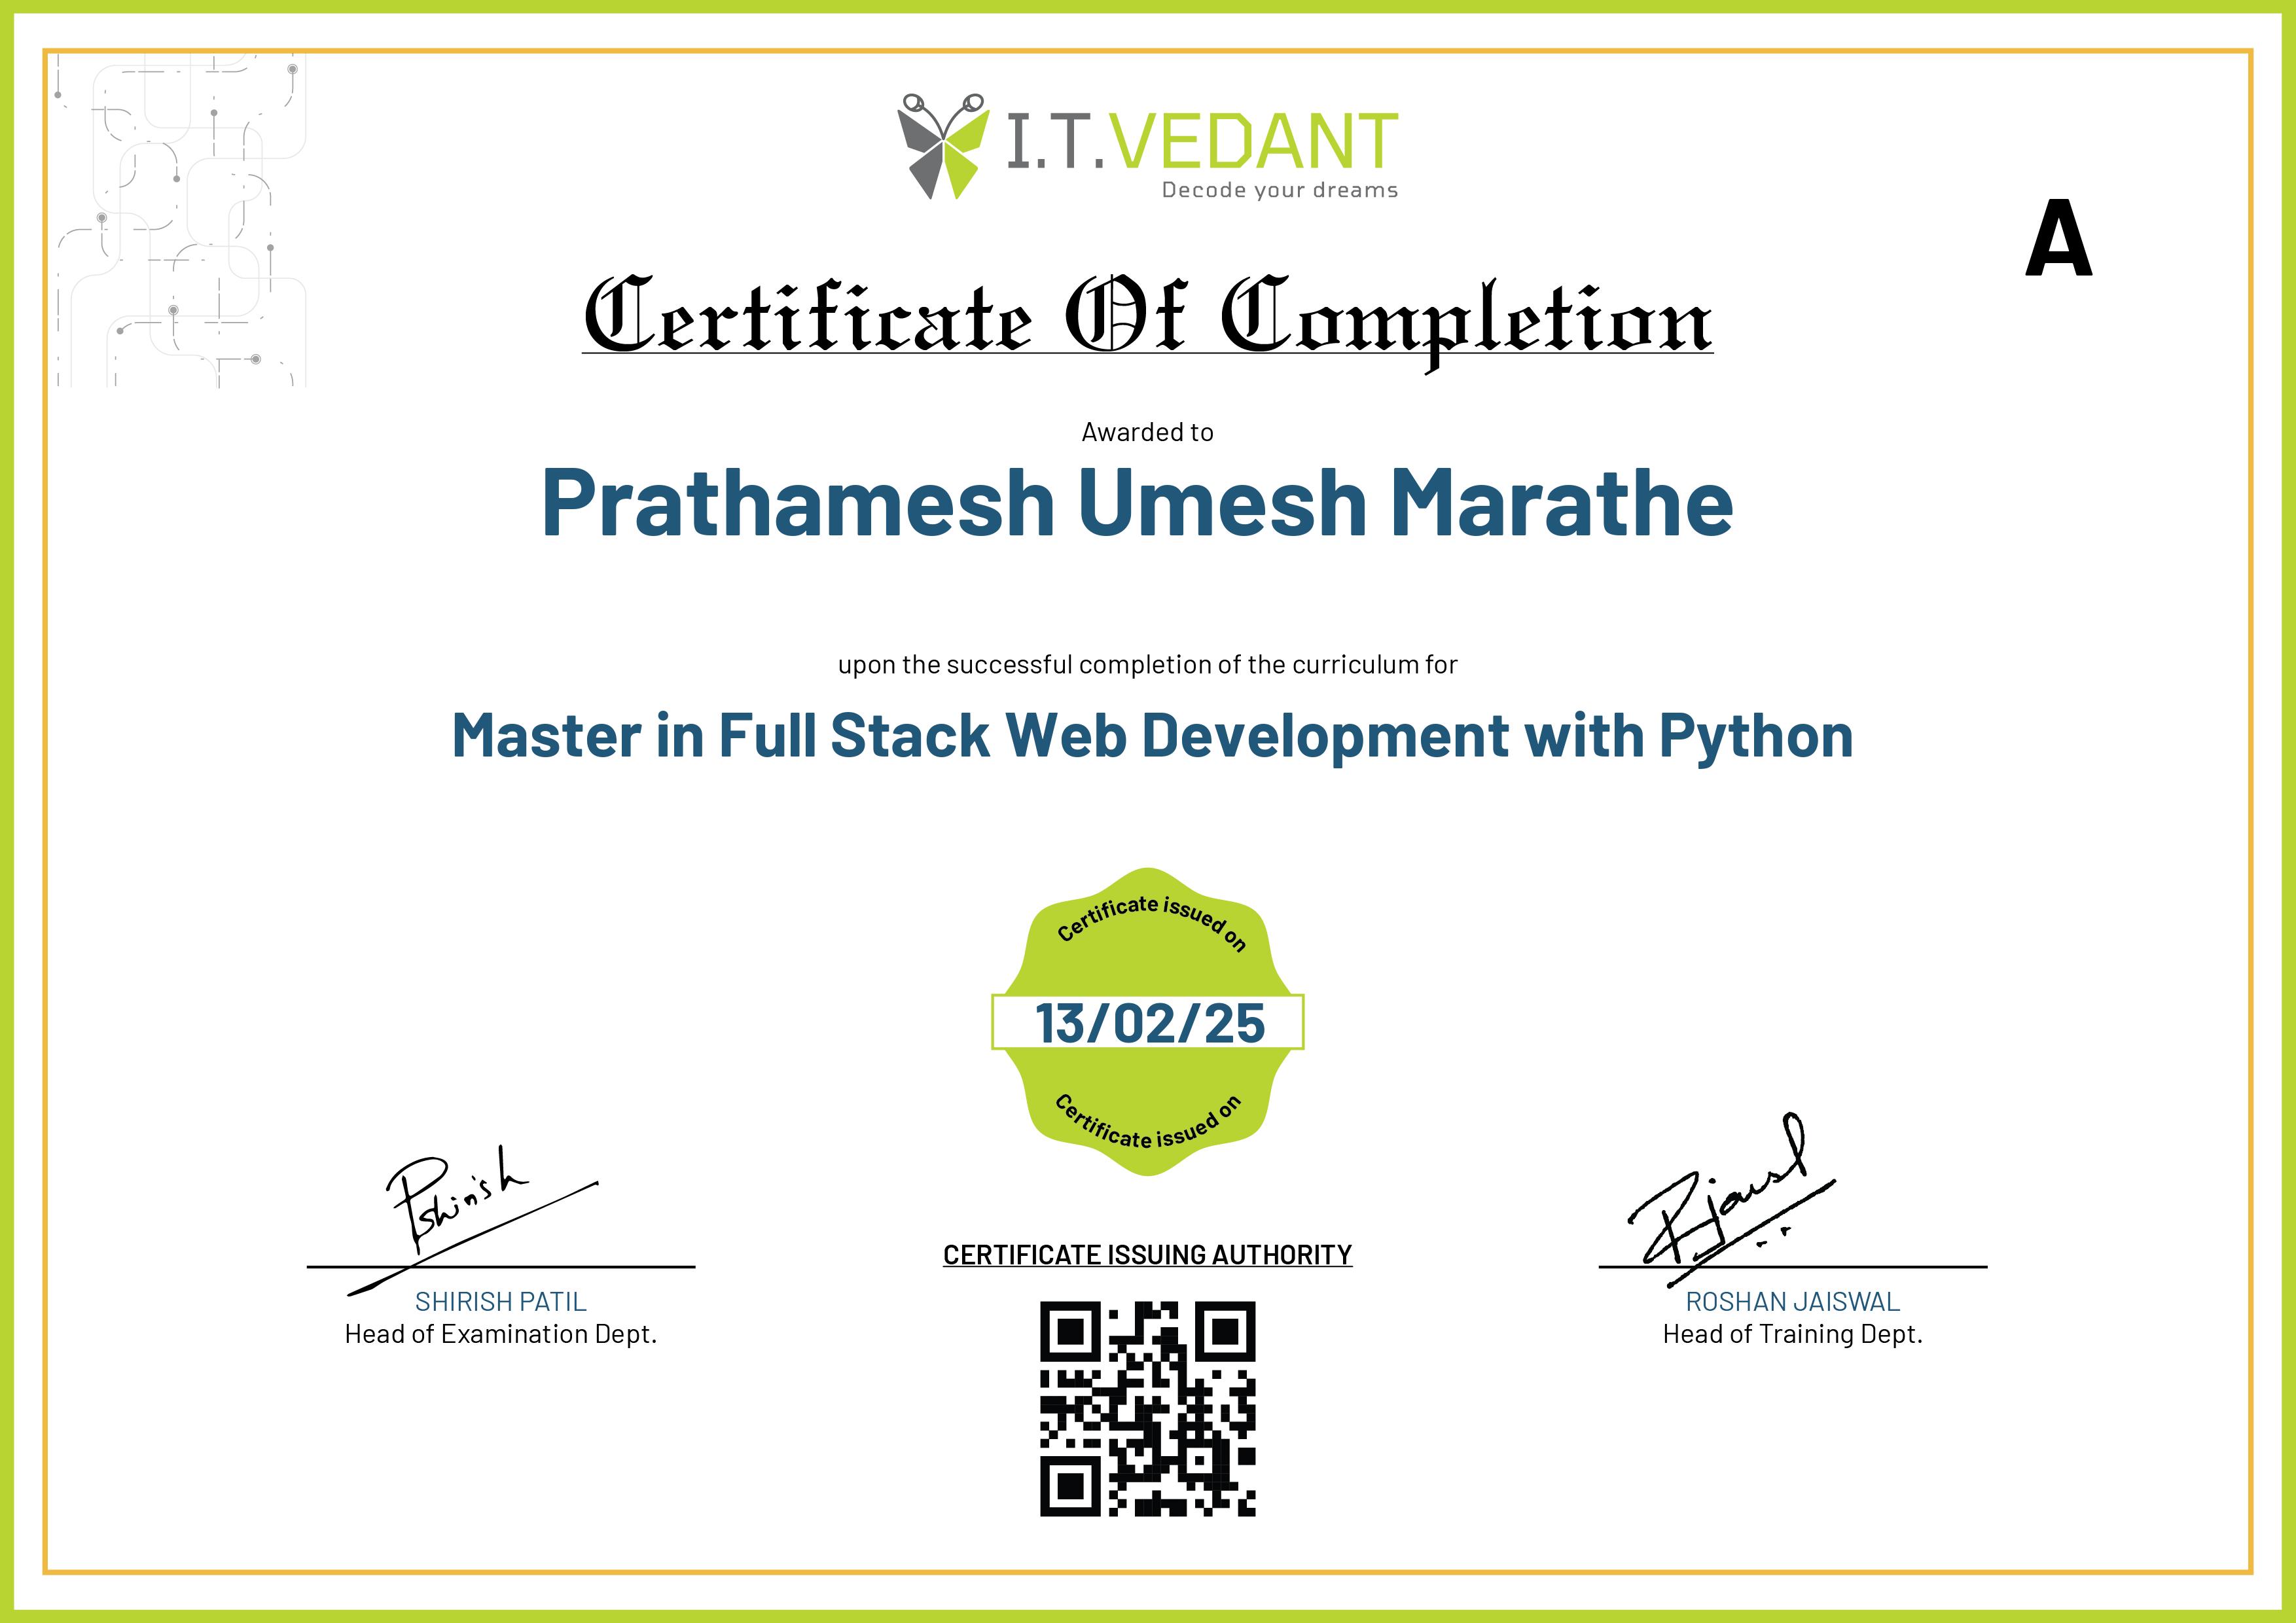 I.T.VEDANT
Decode your dreams
A
Certificate Of Completion
Awarded to
Prathamesh Umesh Marathe
upon the successful completion of the curriculum for
Master in Full Stack Web Development with Python
Certificate issued on
13/02/25
Certificate issued on
Pshirish
Rjaiswal
CERTIFICATE ISSUING AUTHORITY
SHIRISH PATIL
Head of Examination Dept.
ROSHAN JAISWAL
Head of Training Dept.